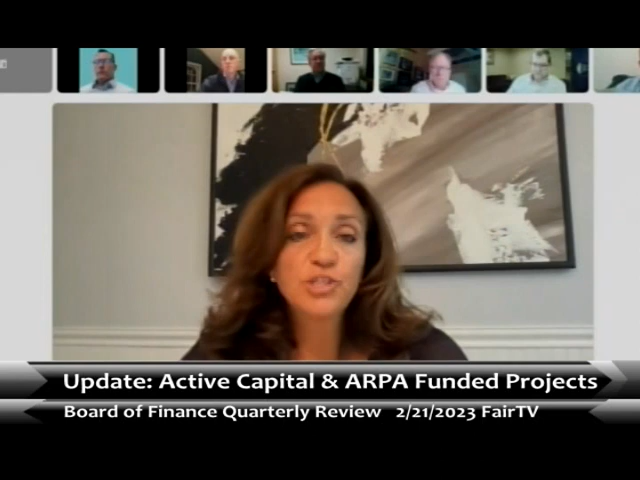 Update: Active Capital & ARPA Funded Projects
Board of Finance Quarterly Review 2/21/2023 FairTV